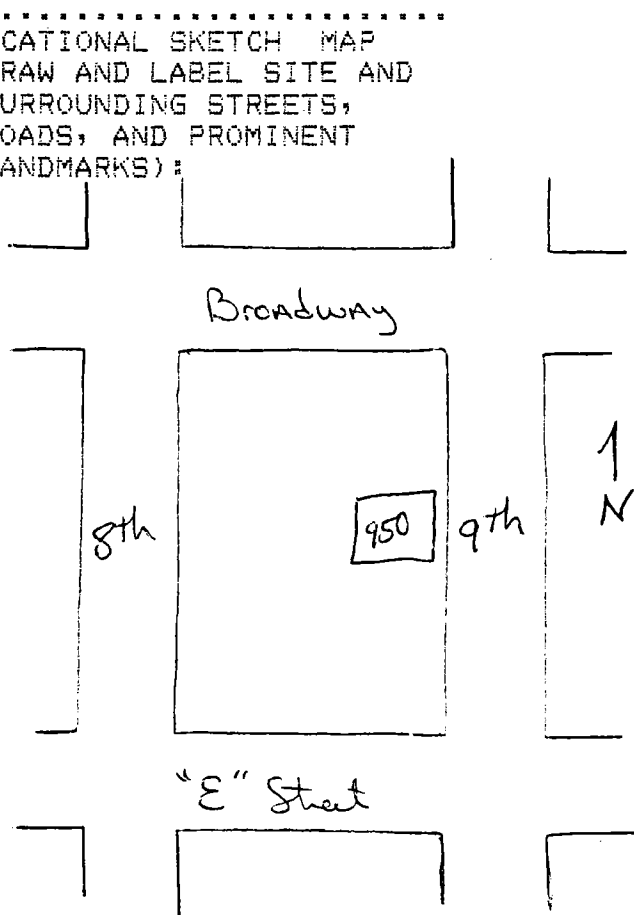 CATIONAL SKETCH MAP
RAW AND LABEL SITE AND
URROUNDING STREETS,
OADS, AND PROMINENT
ANDMARKS):
Broadway
8th
950
9th
N
"E" Street